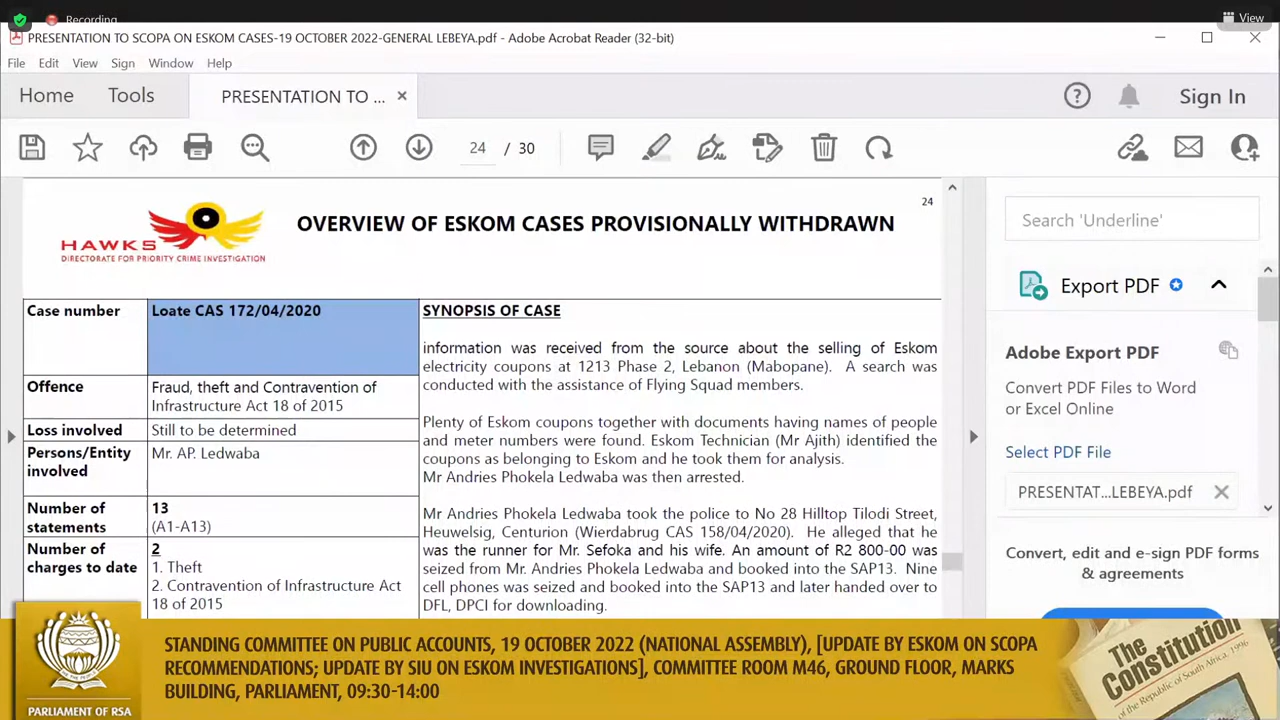 Recording
View
PRESENTATION TO SCOPA ON ESKOM CASES-19 OCTOBER 2022-GENERAL LEBEYA.pdf - Adobe Acrobat Reader (32-bit)
File Edit View Sign Window Help
Home Tools PRESENTATION TO ... × Sign In
24 / 30
24
HAWKS
DIRECTORATE FOR PRIORITY CRIME INVESTIGATION
OVERVIEW OF ESKOM CASES PROVISIONALLY WITHDRAWN
Case number
Loate CAS 172/04/2020
Offence
Fraud, theft and Contravention of
Infrastructure Act 18 of 2015
Loss involved
Still to be determined
Persons/Entity
involved
Mr. AP. Ledwaba
Number of
statements
13
(A1-A13)
Number of
charges to date
2
1. Theft
2. Contravention of Infrastructure Act
18 of 2015
SYNOPSIS OF CASE
information was received from the source about the selling of Eskom
electricity coupons at 1213 Phase 2, Lebanon (Mabopane). A search was
conducted with the assistance of Flying Squad members.
Plenty of Eskom coupons together with documents having names of people
and meter numbers were found. Eskom Technician (Mr Ajith) identified the
coupons as belonging to Eskom and he took them for analysis.
Mr Andries Phokela Ledwaba was then arrested.
Mr Andries Phokela Ledwaba took the police to No 28 Hilltop Tilodi Street,
Heuwelsig, Centurion (Wierdabrug CAS 158/04/2020). He alleged that he
was the runner for Mr. Sefoka and his wife. An amount of R2 800-00 was
seized from Mr. Andries Phokela Ledwaba and booked into the SAP13. Nine
cell phones was seized and booked into the SAP13 and later handed over to
DFL, DPCI for downloading.
Search 'Underline'
Export PDF
Adobe Export PDF
Convert PDF Files to Word
or Excel Online
Select PDF File
PRESENTAT...LEBEYA.pdf
Convert, edit and e-sign PDF forms
& agreements
STANDING COMMITTEE ON PUBLIC ACCOUNTS, 19 OCTOBER 2022 (NATIONAL ASSEMBLY), [UPDATE BY ESKOM ON SCOPA
RECOMMENDATIONS; UPDATE BY SIU ON ESKOM INVESTIGATIONS], COMMITTEE ROOM M46, GROUND FLOOR, MARKS
BUILDING, PARLIAMENT, 09:30-14:00
PARLIAMENT OF RSA
The
Constitution
of the Republic of South Africa, 1996